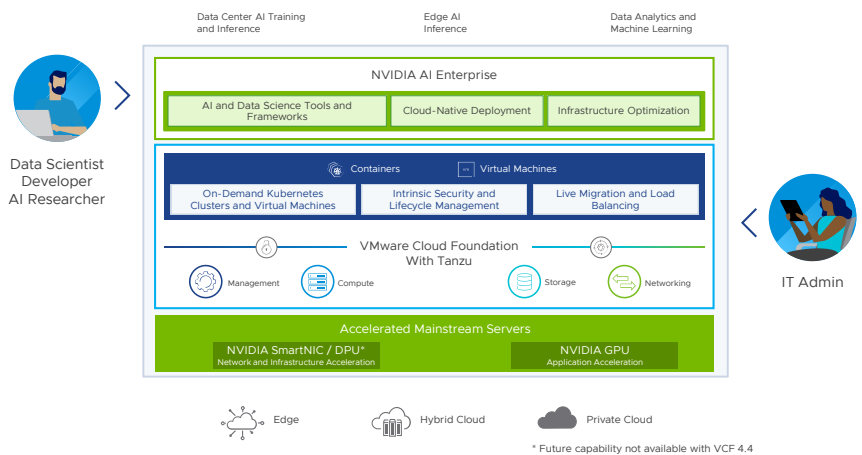 Data Center AI Training
and Inference
Edge AI
Inference
Data Analytics and
Machine Learning
NVIDIA AI Enterprise
AI and Data Science Tools and
Frameworks
Cloud-Native Deployment
Infrastructure Optimization
Data Scientist
Developer
AI Researcher
Containers
Virtual Machines
On-Demand Kubernetes
Clusters and Virtual Machines
Intrinsic Security and
Lifecycle Management
Live Migration and Load
Balancing
VMware Cloud Foundation
With Tanzu
Management
Compute
Storage
Networking
IT Admin
Accelerated Mainstream Servers
NVIDIA SmartNIC / DPU*
Network and Infrastructure Acceleration
NVIDIA GPU
Application Acceleration
Edge
Hybrid Cloud
Private Cloud
* Future capability not available with VCF 4.4